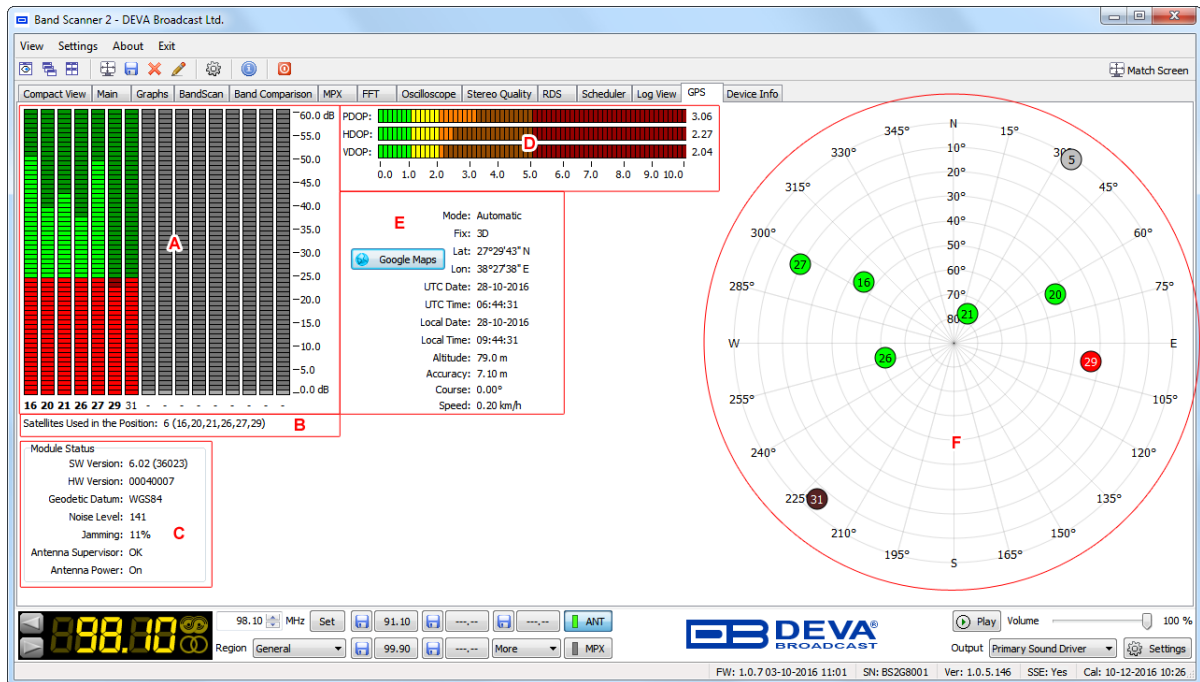 Band Scanner 2 - DEVA Broadcast Ltd.
View Settings About Exit
Match Screen
Compact View Main Graphs BandScan Band Comparison MPX FFT Oscilloscope Stereo Quality RDS Scheduler Log View GPS Device Info
60.0 dB
55.0
50.0
45.0
40.0
35.0
30.0
25.0
20.0
15.0
10.0
5.0
0.0 dB
A
16 20 21 26 27 29 31 - - - - - - - - -
Satellites Used in the Position: 6 (16,20,21,26,27,29)
B
PDOP: 3.06
HDOP: 2.27
VDOP: 2.04
D
0.0 1.0 2.0 3.0 4.0 5.0 6.0 7.0 8.0 9.0 10.0
E
Google Maps
Mode: Automatic
Fix: 3D
Lat: 27°29'43" N
Lon: 38°27'38" E
UTC Date: 28-10-2016
UTC Time: 06:44:31
Local Date: 28-10-2016
Local Time: 09:44:31
Altitude: 79.0 m
Accuracy: 7.10 m
Course: 0.00°
Speed: 0.20 km/h
Module Status
SW Version: 6.02 (36023)
HW Version: 00040007
Geodetic Datum: WGS84
Noise Level: 141
Jamming: 11%
Antenna Supervisor: OK
Antenna Power: On
C
N
345° 15°
10°
330°
5
20°
315° 45°
30°
40°
300° 60°
50°
27
60°
16
285° 75°
70°
20
80
21
W E
26
29
255° 105°
F
240° 120°
225° 135°
31
210° 150°
195° 165°
S
98.10
98.10 MHz Set 91.10 ---.-- ---.-- ANT
Region General 99.90 ---.-- More MPX
DEVA®
BROADCAST
Play Volume 100 %
Output Primary Sound Driver Settings
FW: 1.0.7 03-10-2016 11:01 SN: BS2G8001 Ver: 1.0.5.146 SSE: Yes Cal: 10-12-2016 10:26